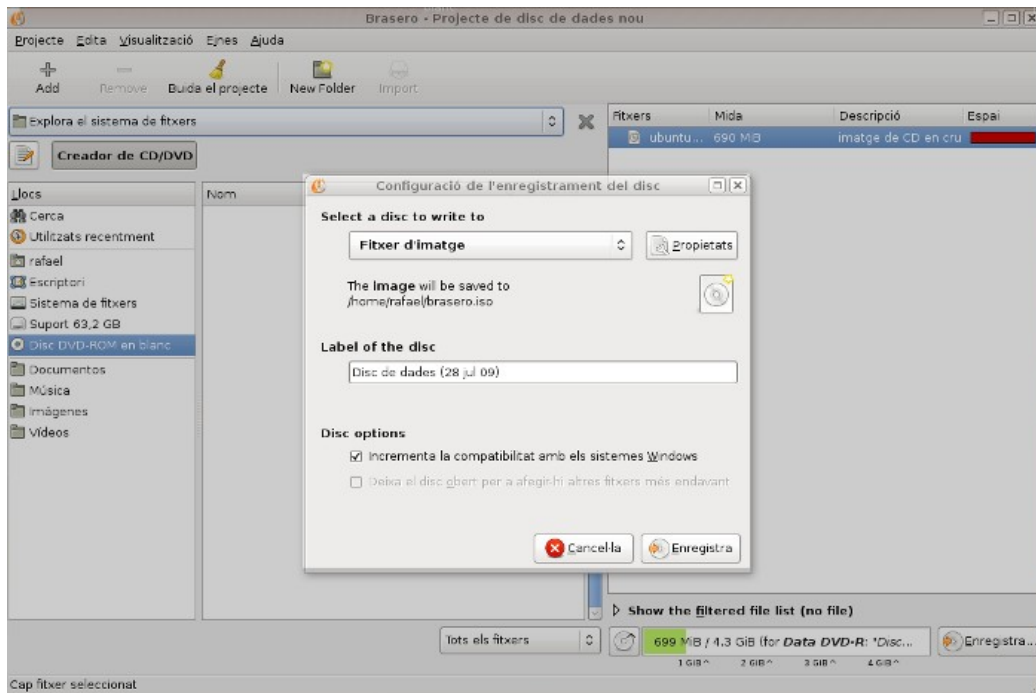 Brasero - Projecte de disc de dades nou
Projecte Edita Visualització Eines Ajuda
Add Remove Buida el projecte New Folder Import
Explora el sistema de fitxers
Creador de CD/DVD
Llocs
Nom
Cerca
Utilitzats recentment
rafael
Escriptori
Sistema de fitxers
Suport 63,2 GB
Disc DVD-ROM en blanc
Documentos
Música
Imágenes
Vídeos
Fitxers Mida Descripció Espai
ubuntu... 690 MiB imatge de CD en cru
Configuració de l'enregistrament del disc
Select a disc to write to
Fitxer d'imatge
Propietats
The image will be saved to
/home/rafael/brasero.iso
Label of the disc
Disc de dades (28 jul 09)
Disc options
Incrementa la compatibilitat amb els sistemes Windows
Deixa el disc obert per a afegir-hi altres fitxers més endavant
Cancel·la
Enregistra
Show the filtered file list (no file)
Tots els fitxers
699 MiB / 4.3 GiB (for Data DVD-R: "Disc...
Enregistra...
1 GiB 2 GiB 3 GiB 4 GiB
Cap fitxer seleccionat